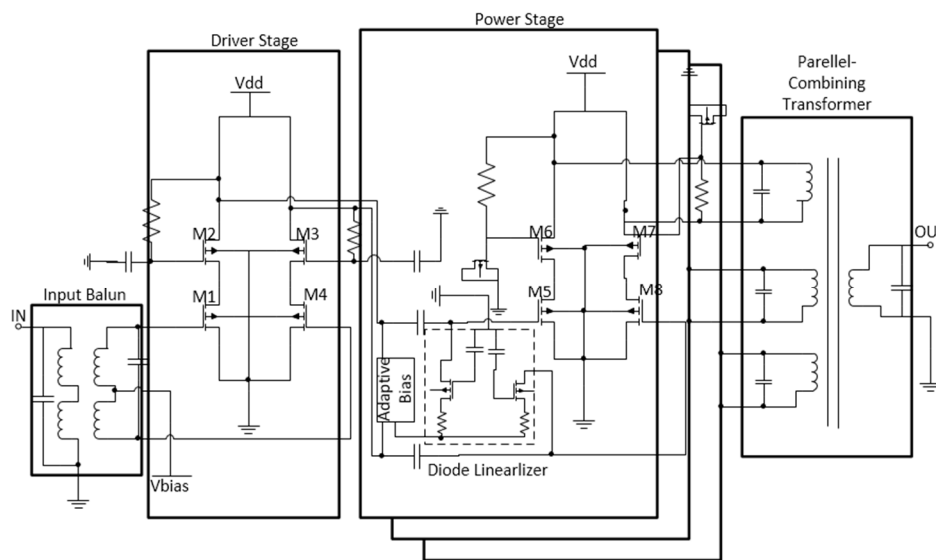 Power Stage
Driver Stage
Parellel-
Combining
Transformer
Vdd
Vdd
M2
M3
M6
M7
OU
Input Balun
M1
M4
M5
M8
IN
Adaptive
Bias
Diode Linearlizer
Vbias